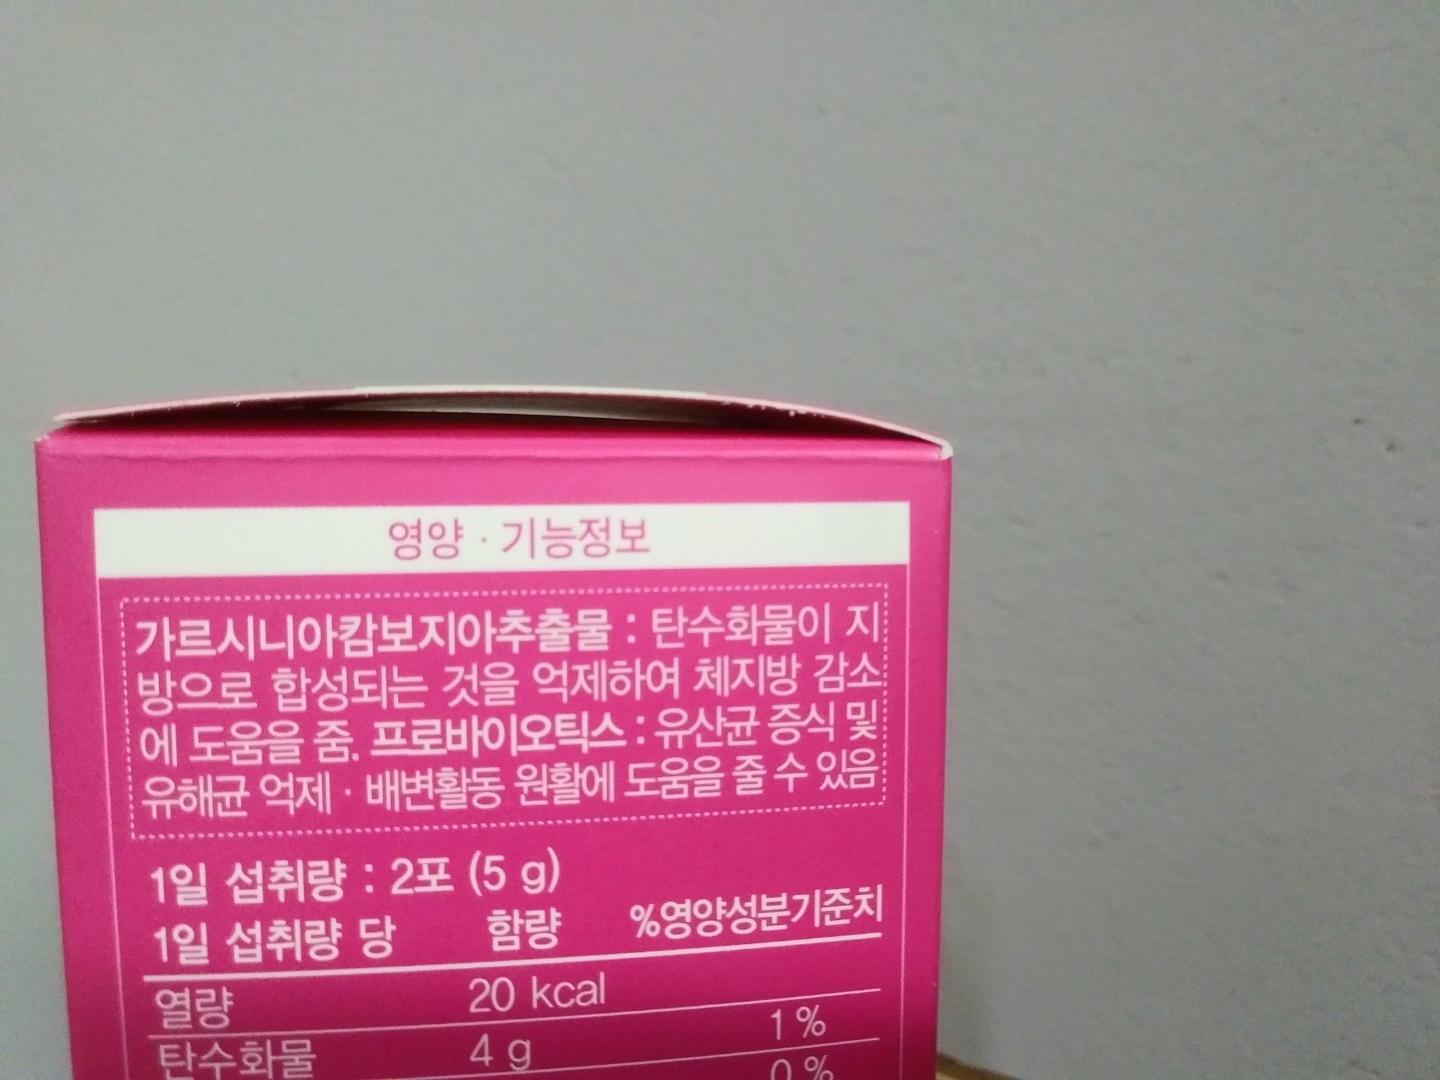 영양 · 기능정보
가르시니아캄보지아추출물 : 탄수화물이 지
방으로 합성되는 것을 억제하여 체지방 감소
에 도움을 줌. 프로바이오틱스 : 유산균 증식 및
유해균 억제 · 배변활동 원활에 도움을 줄 수 있음
1일 섭취량 : 2포 (5 g)
1일 섭취량 당 함량 %영양성분기준치
열량 20 kcal
탄수화물 4 g 1 %
0 %